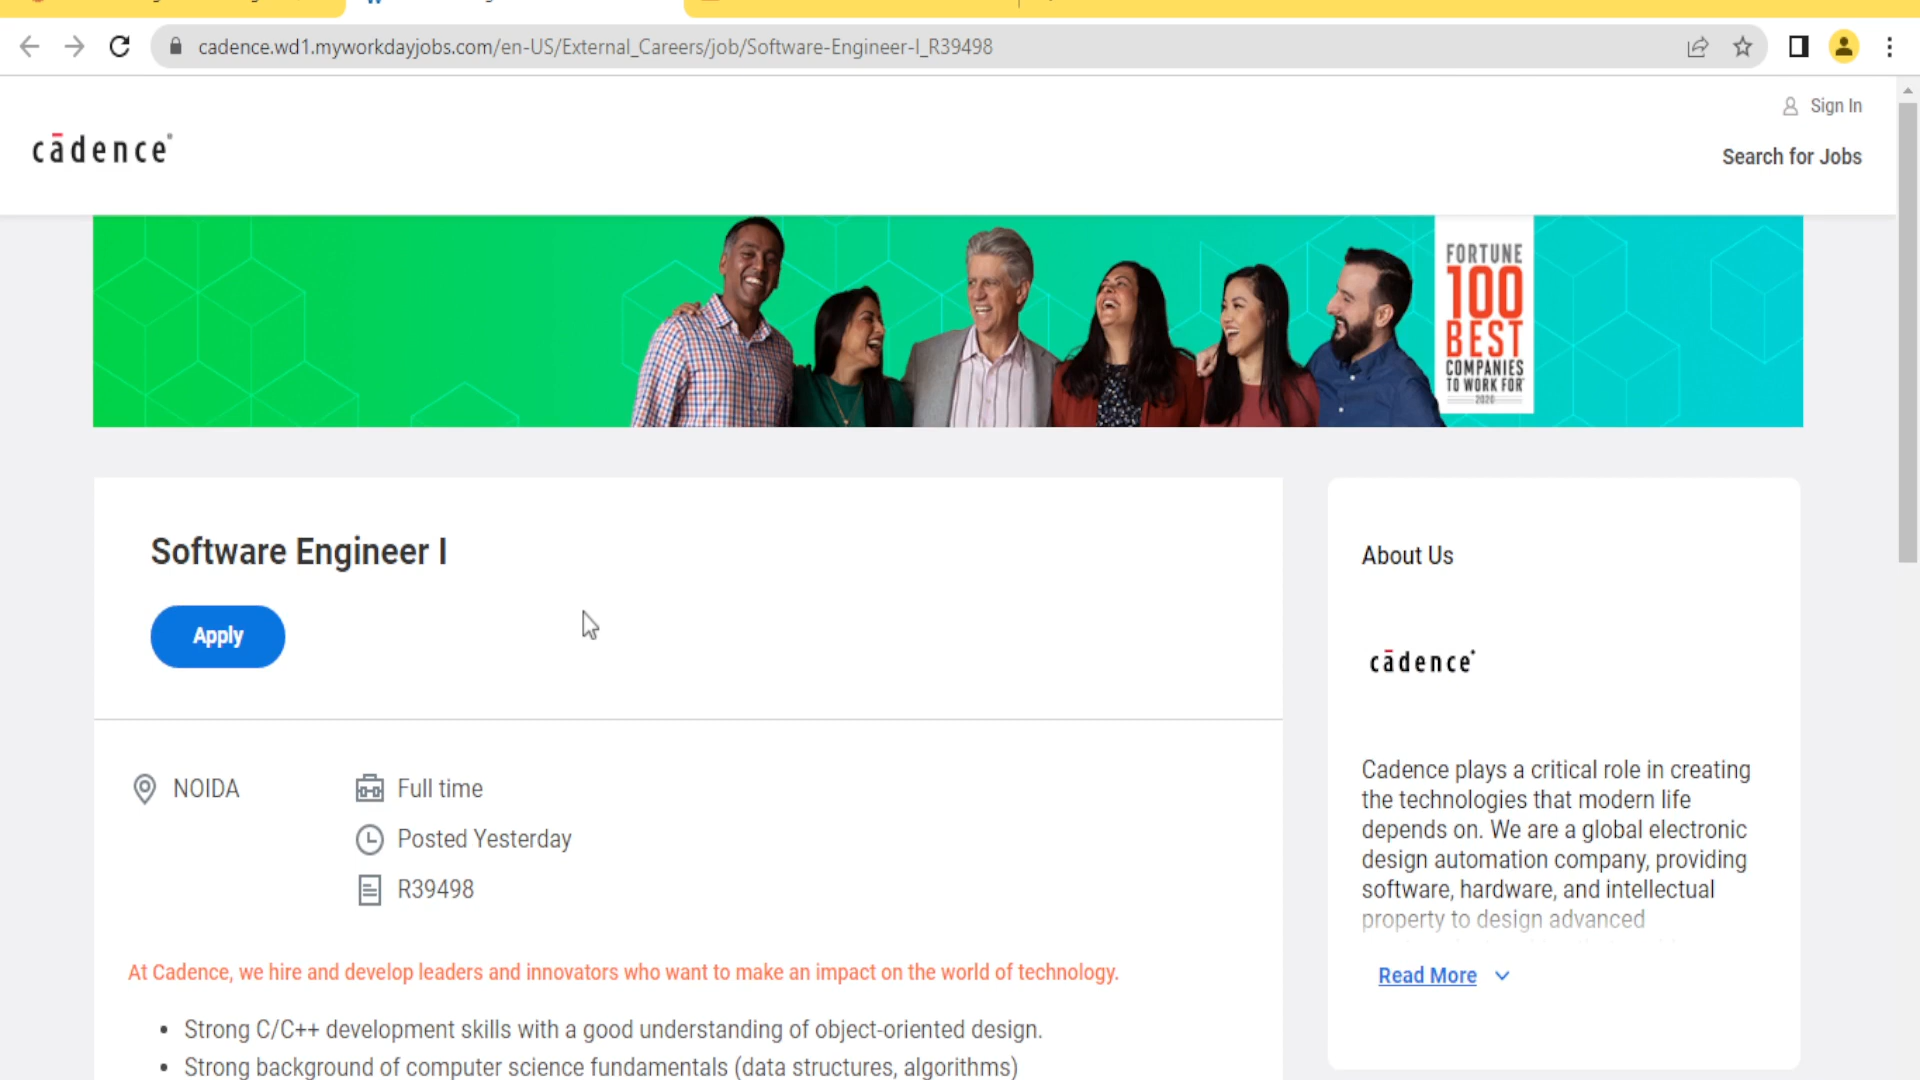 cadence.wd1.myworkdayjobs.com/en-US/External_Careers/job/Software-Engineer-I_R39498
Sign In
cādence®
Search for Jobs
FORTUNE
100
BEST
COMPANIES
TO WORK FOR
2020
Software Engineer I
Apply
NOIDA
Full time
Posted Yesterday
R39498
At Cadence, we hire and develop leaders and innovators who want to make an impact on the world of technology.
• Strong C/C++ development skills with a good understanding of object-oriented design.
• Strong background of computer science fundamentals (data structures, algorithms)
About Us
cādence®
Cadence plays a critical role in creating
the technologies that modern life
depends on. We are a global electronic
design automation company, providing
software, hardware, and intellectual
property to design advanced
Read More